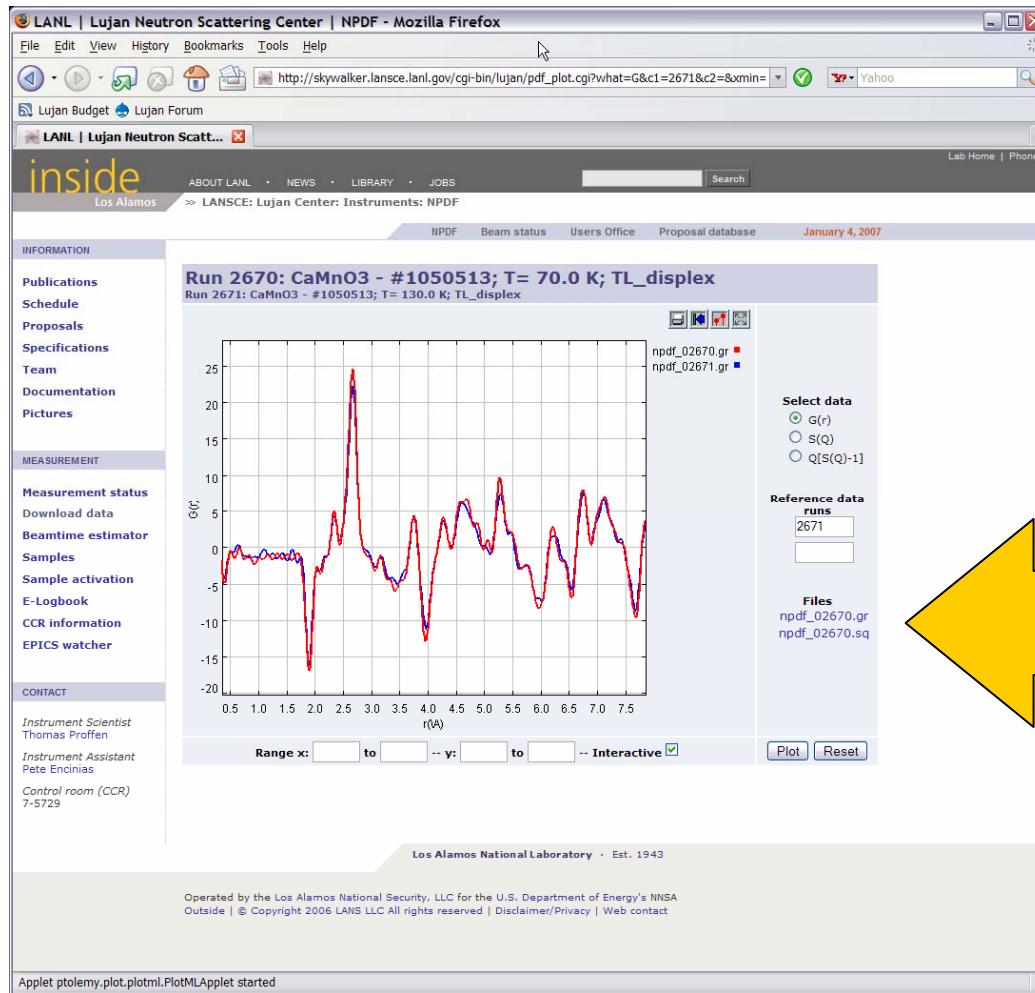 LANL | Lujan Neutron Scattering Center | NPDF - Mozilla Firefox
File Edit View History Bookmarks Tools Help
http://skywalker.lansce.lanl.gov/cgi-bin/lujan/pdf_plot.cgi?what=G&c1=2671&c2=&xmin=
Yahoo
Lujan Budget Lujan Forum
LANL | Lujan Neutron Scatt...
Lab Home | Phone
inside
Los Alamos
ABOUT LANL · NEWS · LIBRARY · JOBS
Search
>> LANSCE: Lujan Center: Instruments: NPDF
NPDF Beam status Users Office Proposal database January 4, 2007
INFORMATION
Publications
Schedule
Proposals
Specifications
Team
Documentation
Pictures
MEASUREMENT
Measurement status
Download data
Beamtime estimator
Samples
Sample activation
E-Logbook
CCR information
EPICS watcher
CONTACT
Instrument Scientist
Thomas Proffen
Instrument Assistant
Pete Encinias
Control room (CCR)
7-5729
Run 2670: CaMnO3 - #1050513; T= 70.0 K; TL_displex
Run 2671: CaMnO3 - #1050513; T= 130.0 K; TL_displex
npdf_02670.gr
npdf_02671.gr
25
20
15
10
5
0
-5
-10
-15
-20
G(r,
0.5 1.0 1.5 2.0 2.5 3.0 3.5 4.0 4.5 5.0 5.5 6.0 6.5 7.0 7.5
r(\A)
Select data
G(r)
S(Q)
Q[S(Q)-1]
Reference data
runs
2671
Files
npdf_02670.gr
npdf_02670.sq
Range x: to -- y: to -- Interactive
Plot Reset
Los Alamos National Laboratory · Est. 1943
Operated by the Los Alamos National Security, LLC for the U.S. Department of Energy's NNSA
Outside | © Copyright 2006 LANS LLC All rights reserved | Disclaimer/Privacy | Web contact
Applet ptolemy.plot.plotml.PlotMLApplet started